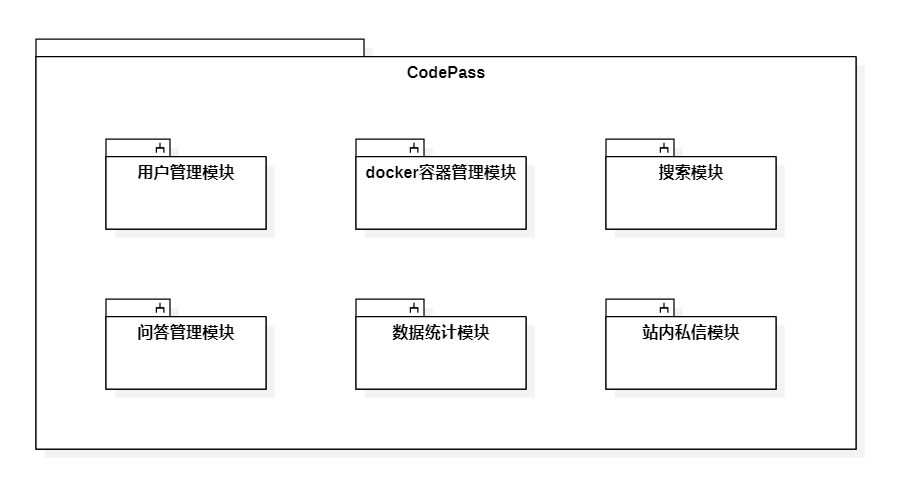 CodePass
用户管理模块
docker容器管理模块
搜索模块
问答管理模块
数据统计模块
站内私信模块